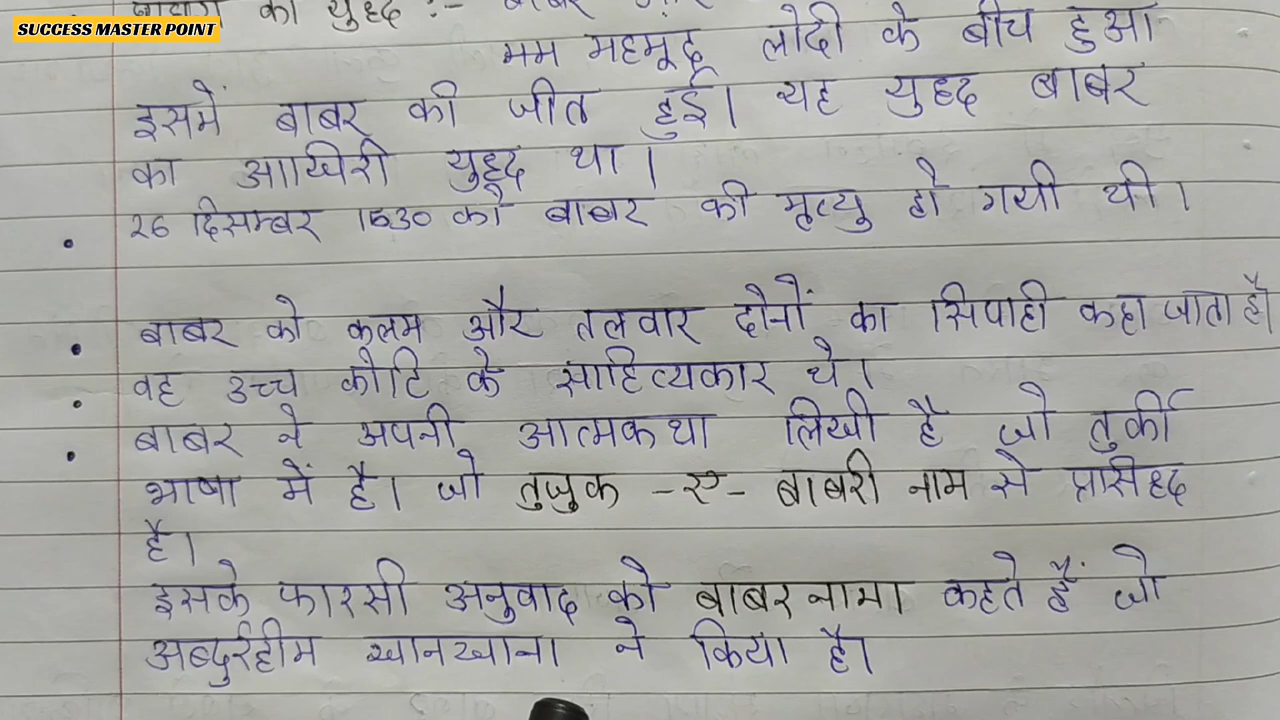 का युद्ध :- बाबर
SUCCESS MASTER POINT
मम महमूद लोदी के बीच हुआ
इसमें बाबर की जीत हुई। यह युद्ध बाबर
का आखिरी युद्ध था।
26 दिसम्बर 1530 को बाबर की मृत्यु हो गयी थी।
बाबर को कलम और तलवार दोनों का सिपाही कहा जाता है।
वह उच्च कोटि के साहित्यकार थे।
बाबर ने अपनी आत्मकथा लिखी है जो तुर्की
भाषा में है। जो तुजुक -ए- बाबरी नाम से प्रसिद्ध
है।
इसके फारसी अनुवाद को बाबरनामा कहते हैं जो
अब्दुर्रहीम खानखाना ने किया है।